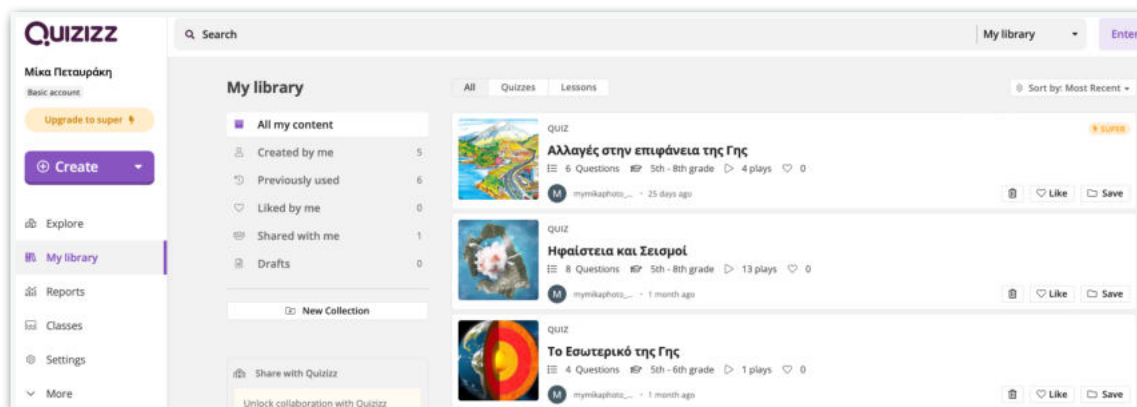 QUIZIZZ
Μίκα Πεταυράκη
Basic account
Upgrade to super
Create
Explore
My library
Reports
Classes
Settings
More
Search
My library
Enter
My library
All my content
Created by me 5
Previously used 6
Liked by me 0
Shared with me 1
Drafts 0
New Collection
Share with Quizizz
Unlock collaboration with Quizizz
All Quizzes Lessons
Sort by: Most Recent
QUIZ
SUPER
Αλλαγές στην επιφάνεια της Γης
6 Questions 5th - 8th grade 4 plays 0
M mymikaphoto_... • 25 days ago
Like Save
QUIZ
Ηφαίστεια και Σεισμοί
8 Questions 5th - 8th grade 13 plays 0
M mymikaphoto_... • 1 month ago
Like Save
QUIZ
Το Εσωτερικό της Γης
4 Questions 5th - 6th grade 1 plays 0
M mymikaphoto_... • 1 month ago
Like Save